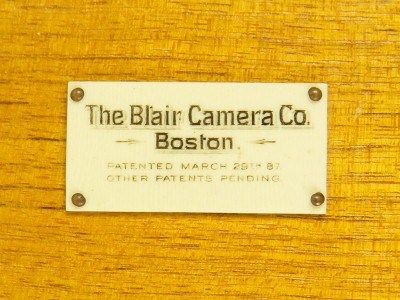 The Blair Camera Co.
Boston.
PATENTED MARCH 29TH 87.
OTHER PATENTS PENDING.